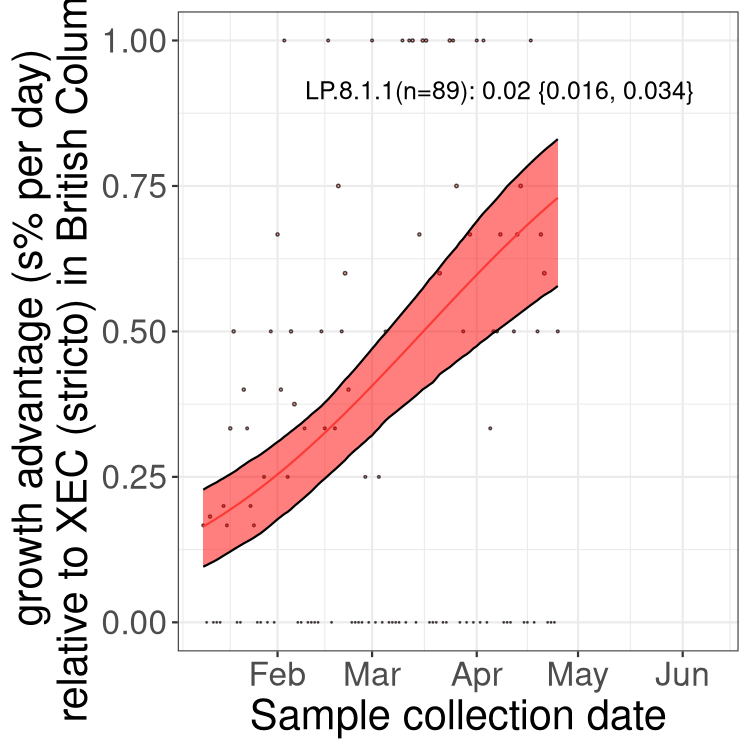 growth advantage (s% per day)
relative to XEC (stricto) in British Colum
1.00
0.75
0.50
0.25
0.00
LP.8.1.1(n=89): 0.02 {0.016, 0.034}
Feb Mar Apr May Jun
Sample collection date